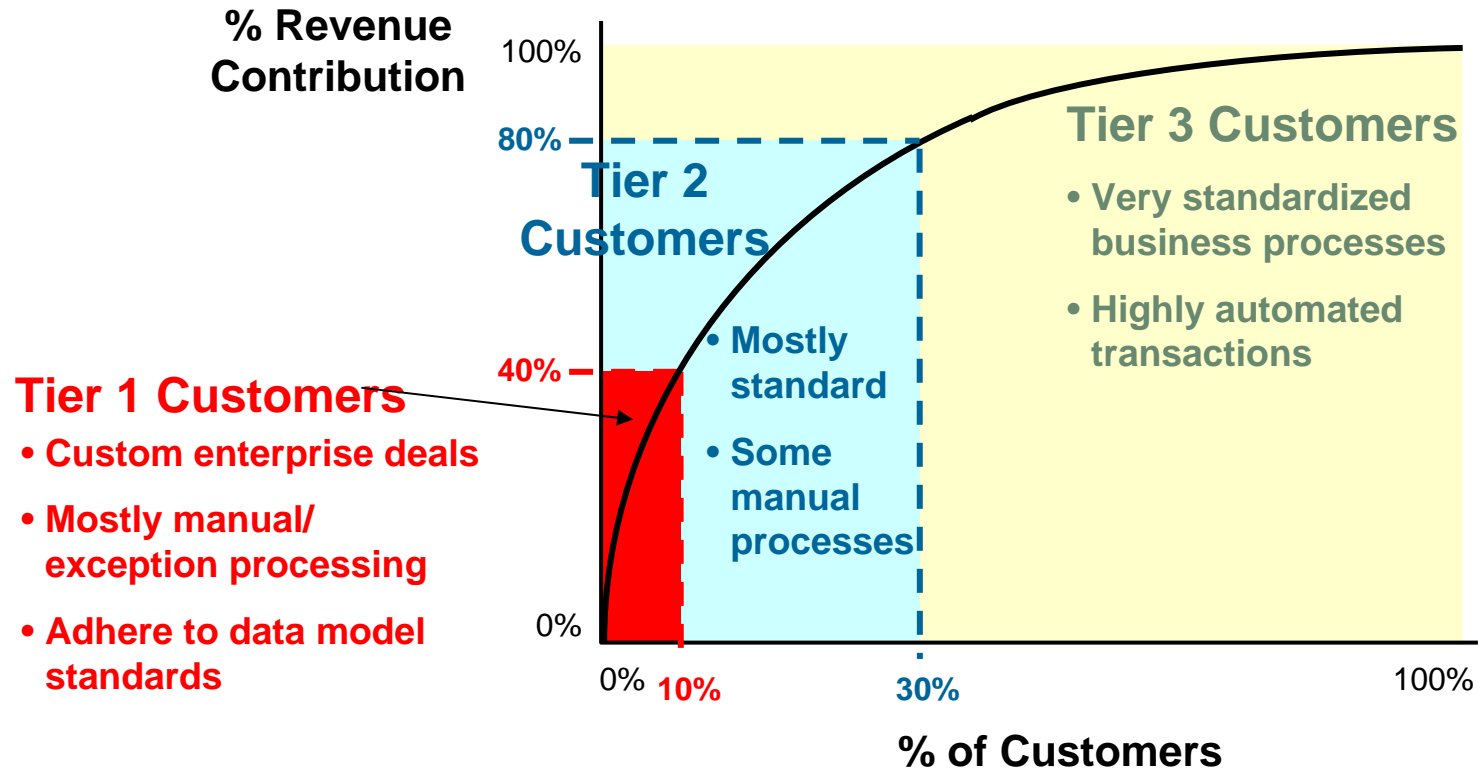 % Revenue
Contribution
100%
80%
40%
0%
Tier 1 Customers
• Custom enterprise deals
• Mostly manual/
exception processing
• Adhere to data model
standards
Tier 2
Customers
• Mostly
standard
• Some
manual
processes
Tier 3 Customers
• Very standardized
business processes
• Highly automated
transactions
0%
10%
30%
100%
% of Customers